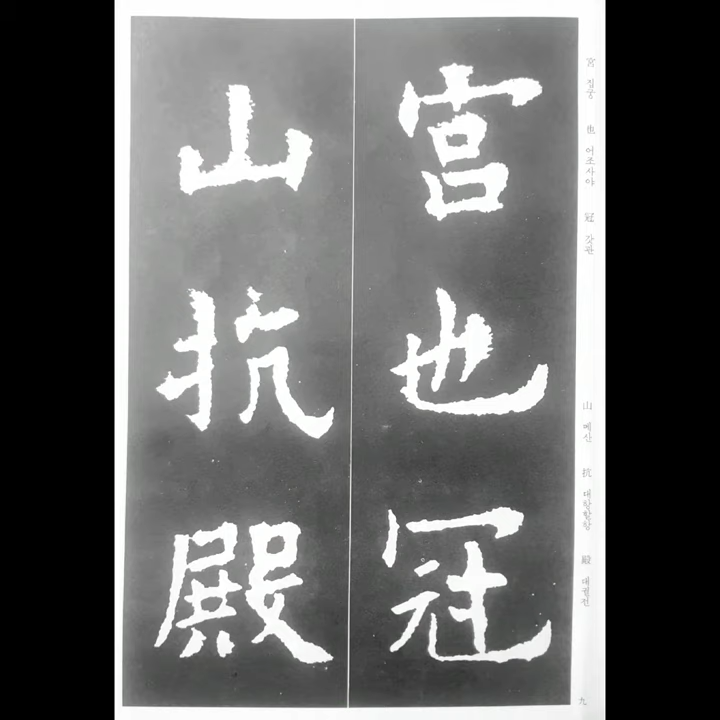 宮也冠
山抗殿
宮 집궁 也 어조사야 冠 갓관
山 메산 抗 대항할항 殿 대궐전
九